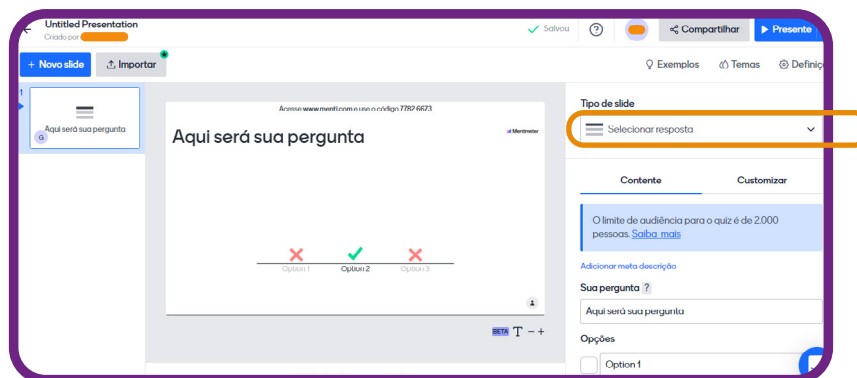 Untitled Presentation
Criado por
Salvou
?
Compartilhar
Presente
+ Novo slide
Importar
Exemplos
Temas
1
Aqui será sua pergunta
G
Acesse www.menti.com e use o código 7782 6673
Aqui será sua pergunta
Mentimeter
Option 1
Option 2
Option 3
BETA T - +
Tipo de slide
Selecionar resposta
Contente
Customizar
O limite de audiência para o quiz é de 2.000
pessoas. Saiba mais
Adicionar meta descrição
Sua pergunta ?
Aqui será sua pergunta
Opções
Option 1